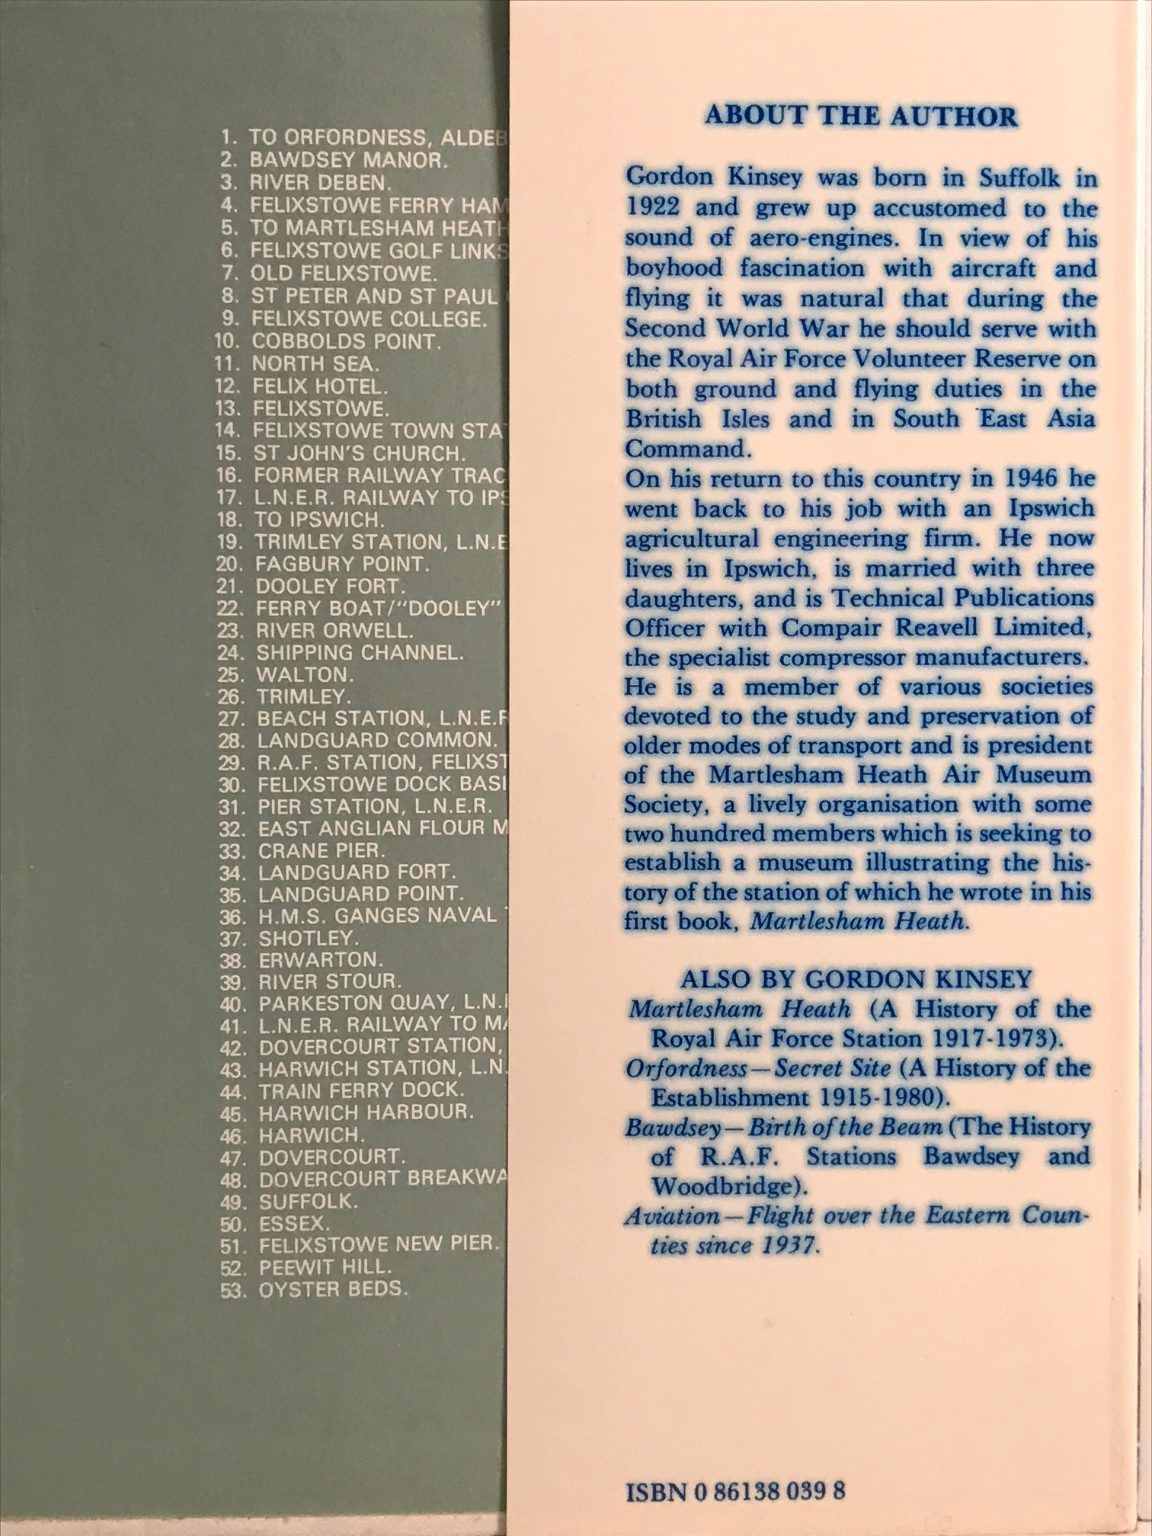 1. TO ORFORDNESS,
2. BAWDSEY MANOR.
3. RIVER DEBEN.
4. FELIXSTOWE FERRY
5. TO MARTLESHAM
6. FELIXSTOWE GOLF LINKS
7. OLD FELIXSTOWE.
8. ST PETER AND ST PAUL
9. FELIXSTOWE COLLEGE.
10. COBBOLDS POINT.
11. NORTH SEA.
12. FELIX HOTEL.
13. FELIXSTOWE.
14. FELIXSTOWE TOWN
15. ST JOHN'S CHURCH.
16. FORMER RAILWAY
17. L.N.E.R. RAILWAY TO
18. TO IPSWICH.
19. TRIMLEY STATION,
20. FAGBURY POINT.
21. DOOLEY FORT.
22. FERRY BOAT/"DOOLEY"
23. RIVER ORWELL.
24. SHIPPING CHANNEL.
25. WALTON.
26. TRIMLEY.
27. BEACH STATION,
28. LANDGUARD COMMON.
29. R.A.F. STATION,
30. FELIXSTOWE DOCK
31. PIER STATION, L.N.E.R.
32. EAST ANGLIAN FLOUR
33. CRANE PIER.
34. LANDGUARD FORT.
35. LANDGUARD POINT.
36. H.M.S. GANGES NAVAL
37. SHOTLEY.
38. ERWARTON.
39. RIVER STOUR.
40. PARKESTON QUAY,
41. L.N.E.R. RAILWAY TO
42. DOVERCOURT STATION,
43. HARWICH STATION,
44. TRAIN FERRY DOCK.
45. HARWICH HARBOUR.
46. HARWICH.
47. DOVERCOURT.
48. DOVERCOURT
49. SUFFOLK.
50. ESSEX.
51. FELIXSTOWE NEW PIER.
52. PEEWIT HILL.
53. OYSTER BEDS.
ABOUT THE AUTHOR
Gordon Kinsey was born in Suffolk in
1922 and grew up accustomed to the
sound of aero-engines. In view of his
boyhood fascination with aircraft and
flying it was natural that during the
Second World War he should serve with
the Royal Air Force Volunteer Reserve on
both ground and flying duties in the
British Isles and in South East Asia
Command.
On his return to this country in 1946 he
went back to his job with an Ipswich
agricultural engineering firm. He now
lives in Ipswich, is married with three
daughters, and is Technical Publications
Officer with Compair Reavell Limited,
the specialist compressor manufacturers.
He is a member of various societies
devoted to the study and preservation of
older modes of transport and is president
of the Martlesham Heath Air Museum
Society, a lively organisation with some
two hundred members which is seeking to
establish a museum illustrating the his-
tory of the station of which he wrote in his
first book, Martlesham Heath.
ALSO BY GORDON KINSEY
Martlesham Heath (A History of the
Royal Air Force Station 1917-1973).
Orfordness—Secret Site (A History of the
Establishment 1915-1980).
Bawdsey—Birth of the Beam (The History
of R.A.F. Stations Bawdsey and
Woodbridge).
Aviation—Flight over the Eastern Coun-
ties since 1937.
ISBN 0 86138 039 8